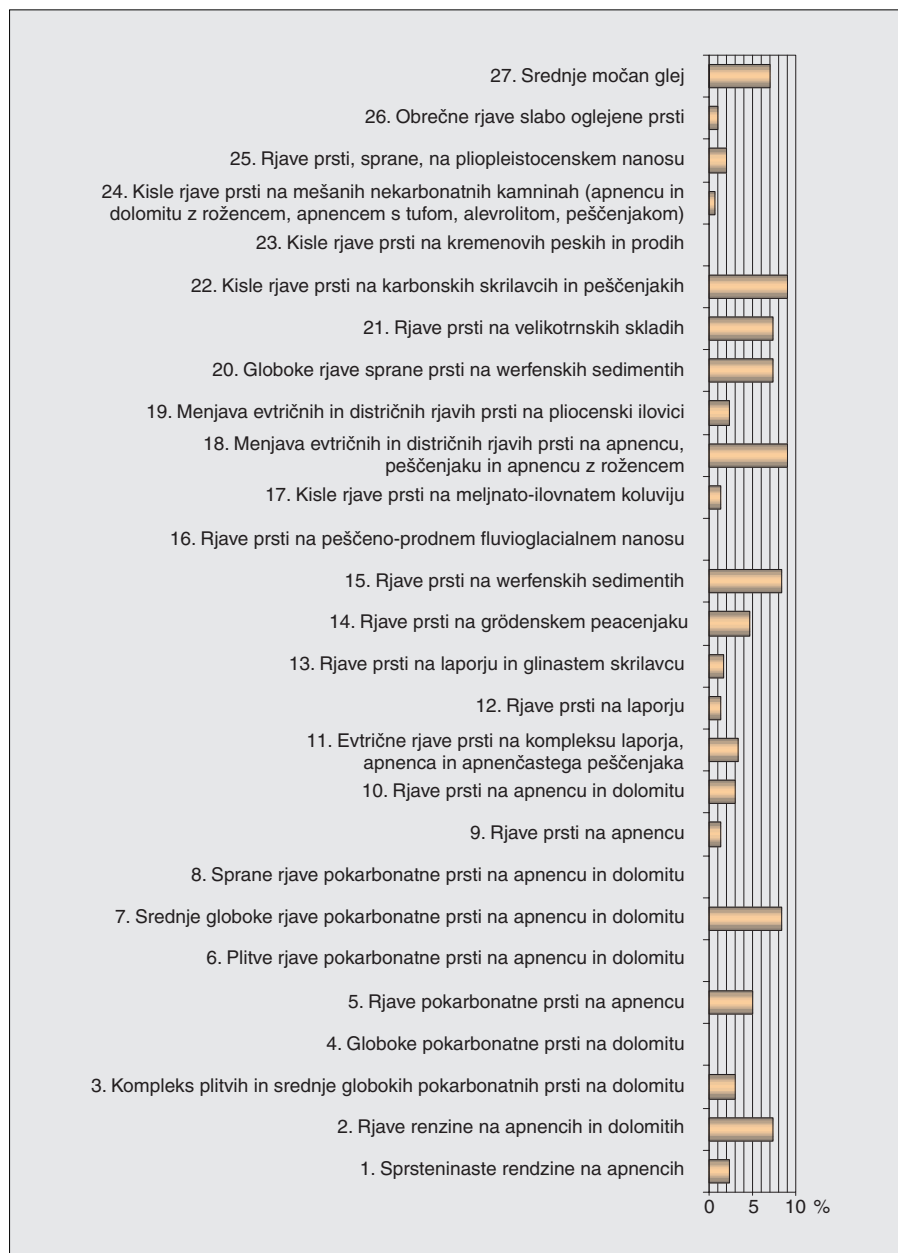 27. Srednje močan glej
26. Obrečne rjave slabo oglejene prsti
25. Rjave prsti, sprane, na pliopleistocenskem nanosu
24. Kisle rjave prsti na mešanih nekarbonatnih kamninah (apnencu in
dolomitu z rožencem, apnencem s tufom, alevrolitom, peščenjakom)
23. Kisle rjave prsti na kremenovih peskih in prodih
22. Kisle rjave prsti na karbonskih skrilavcih in peščenjakih
21. Rjave prsti na velikotrnskih skladih
20. Globoke rjave sprane prsti na werfenskih sedimentih
19. Menjava evtričnih in distričnih rjavih prsti na pliocenski ilovici
18. Menjava evtričnih in distričnih rjavih prsti na apnencu,
peščenjaku in apnencu z rožencem
17. Kisle rjave prsti na meljnato-ilovnatem koluviju
16. Rjave prsti na peščeno-prodnem fluvioglacialnem nanosu
15. Rjave prsti na werfenskih sedimentih
14. Rjave prsti na grödenskem peacenjaku
13. Rjave prsti na laporju in glinastem skrilavcu
12. Rjave prsti na laporju
11. Evtrične rjave prsti na kompleksu laporja,
apnenca in apnenčastega peščenjaka
10. Rjave prsti na apnencu in dolomitu
9. Rjave prsti na apnencu
8. Sprane rjave pokarbonatne prsti na apnencu in dolomitu
7. Srednje globoke rjave pokarbonatne prsti na apnencu in dolomitu
6. Plitve rjave pokarbonatne prsti na apnencu in dolomitu
5. Rjave pokarbonatne prsti na apnencu
4. Globoke pokarbonatne prsti na dolomitu
3. Kompleks plitvih in srednje globokih pokarbonatnih prsti na dolomitu
2. Rjave renzine na apnencih in dolomitih
1. Sprsteninaste rendzine na apnencih
0 5 10 %